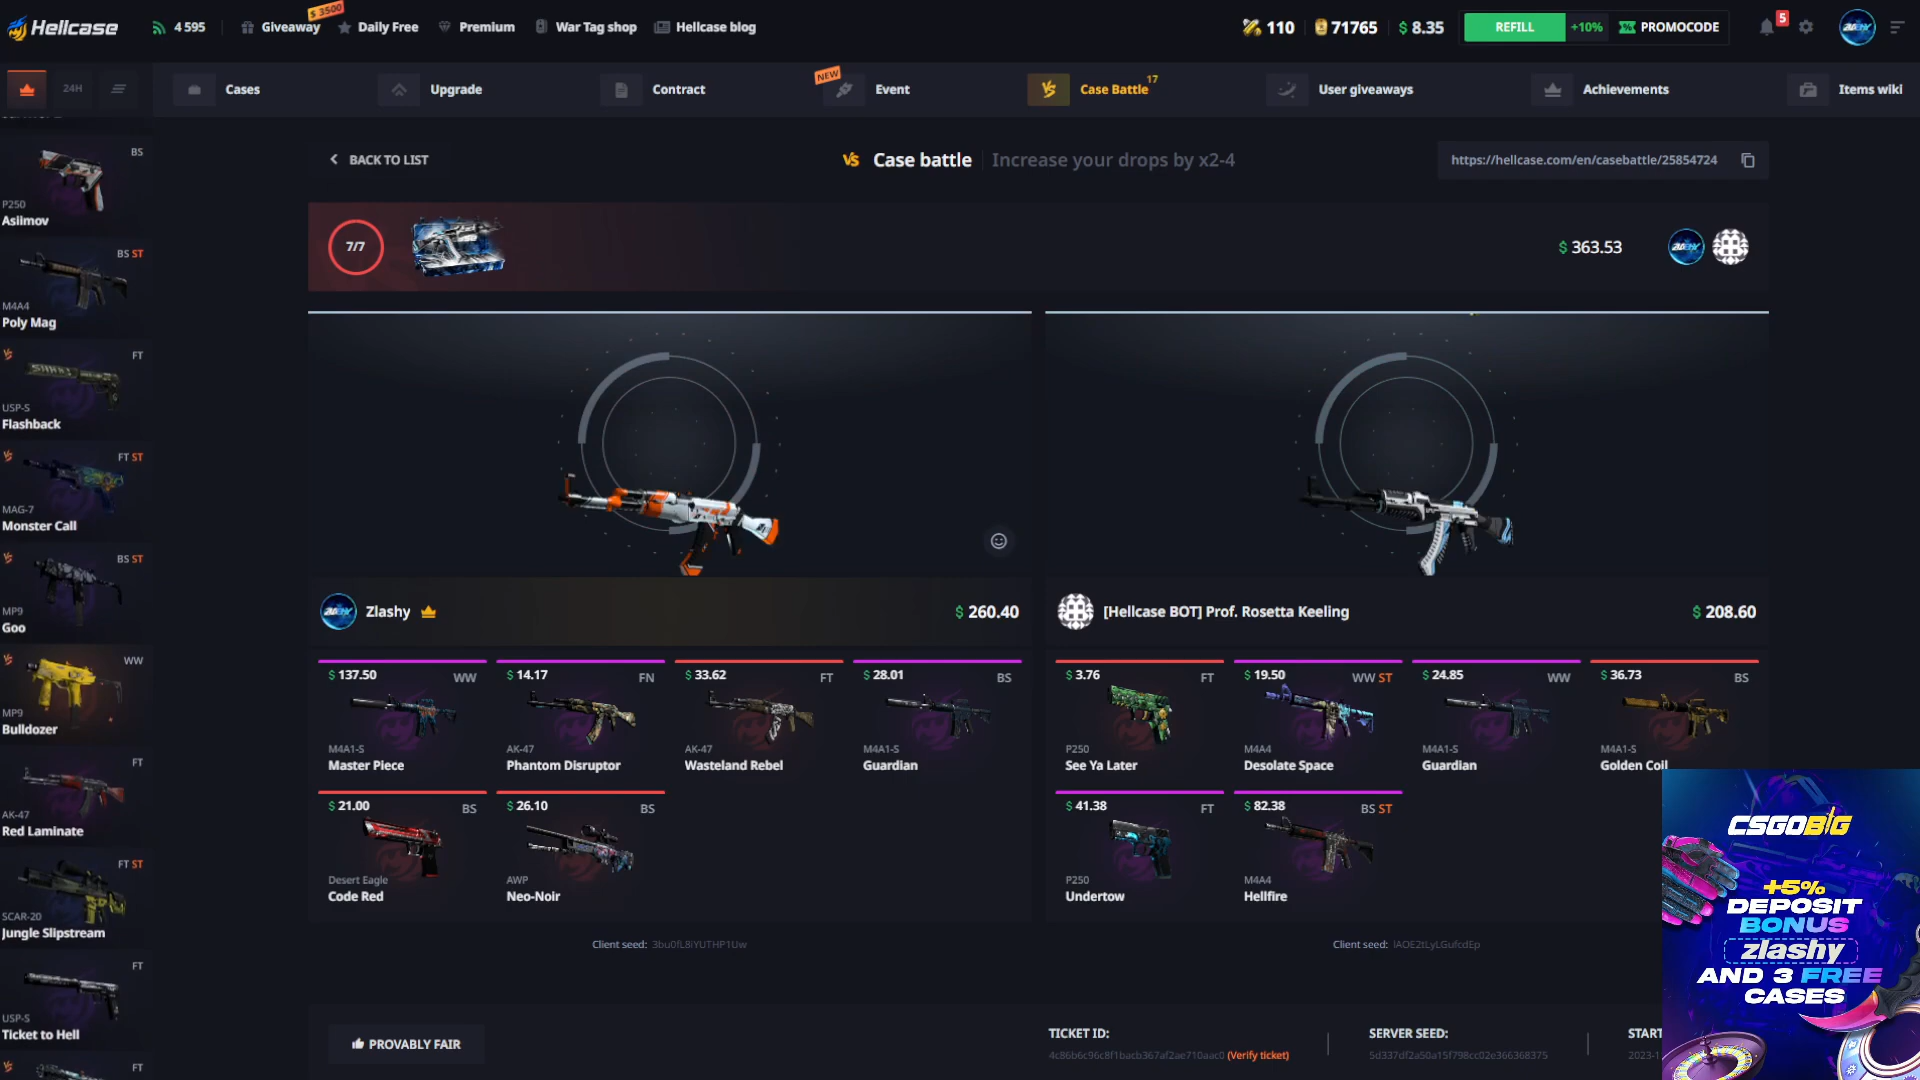 Hellcase
4 595
Giveaway
$ 3500
Daily Free
Premium
War Tag shop
Hellcase blog
110
71765
$ 8.35
REFILL
+10%
PROMOCODE
5
24H
Cases
Upgrade
Contract
NEW
Event
Case Battle
17
User giveaways
Achievements
Items wiki
BS
P250
Asiimov
BS ST
M4A4
Poly Mag
FT
USP-S
Flashback
FT ST
MAG-7
Monster Call
BS ST
MP9
Goo
WW
MP9
Bulldozer
FT
AK-47
Red Laminate
FT ST
SCAR-20
Jungle Slipstream
FT
USP-S
Ticket to Hell
FT
BACK TO LIST
VS Case battle
Increase your drops by x2-4
https://hellcase.com/en/casebattle/25854724
7/7
$ 363.53
Zlashy
$ 260.40
[Hellcase BOT] Prof. Rosetta Keeling
$ 208.60
$ 137.50 WW
M4A1-S
Master Piece
$ 14.17 FN
AK-47
Phantom Disruptor
$ 33.62 FT
AK-47
Wasteland Rebel
$ 28.01 BS
M4A1-S
Guardian
$ 21.00 BS
Desert Eagle
Code Red
$ 26.10 BS
AWP
Neo-Noir
$ 3.76 FT
P250
See Ya Later
$ 19.50 WW ST
M4A4
Desolate Space
$ 24.85 WW
M4A1-S
Guardian
$ 36.73 BS
M4A1-S
Golden Coil
$ 41.38 FT
P250
Undertow
$ 82.38 BS ST
M4A4
Hellfire
Client seed: 3bu0fL8iYUTHP1Uw
Client seed: lAOE2tLyLGufcdEp
PROVABLY FAIR
TICKET ID:
4c86b6c96c8f1bacb367af2ae710aac0 (Verify ticket)
SERVER SEED:
5d337df2a50a15f798cc02e366368375
START
2023-1
CSGOBIG
+5%
DEPOSIT
BONUS
zlashy
AND 3 FREE
CASES